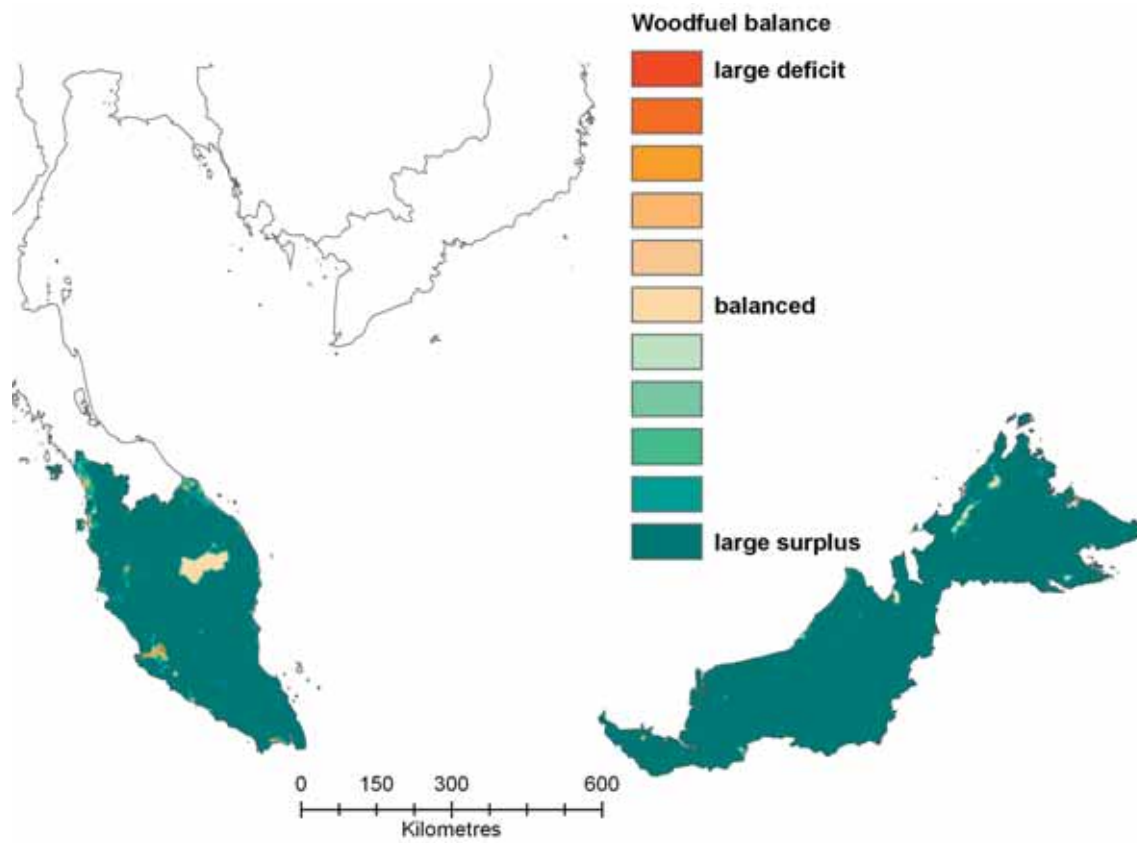 Woodfuel balance
large deficit
balanced
large surplus
0 150 300 600
Kilometres